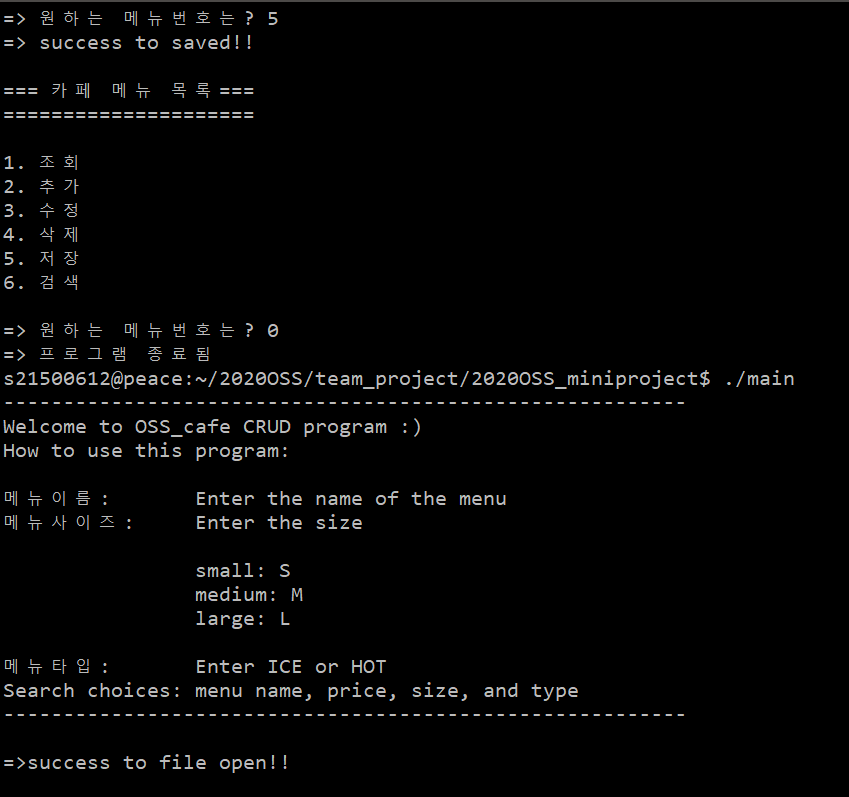 => 원하는 메뉴번호는? 5
=> success to saved!!
=== 카페 메뉴 목록 ===
=====================
1. 조회
2. 추가
3. 수정
4. 삭제
5. 저장
6. 검색
=> 원하는 메뉴번호는? 0
=> 프로그램 종료됨
s21500612@peace:~/2020OSS/team_project/2020OSS_miniproject$ ./main
---------------------------------------------------------
Welcome to OSS_cafe CRUD program :)
How to use this program:
메뉴이름: Enter the name of the menu
메뉴사이즈: Enter the size
small: S
medium: M
large: L
메뉴타입: Enter ICE or HOT
Search choices: menu name, price, size, and type
---------------------------------------------------------
=>success to file open!!